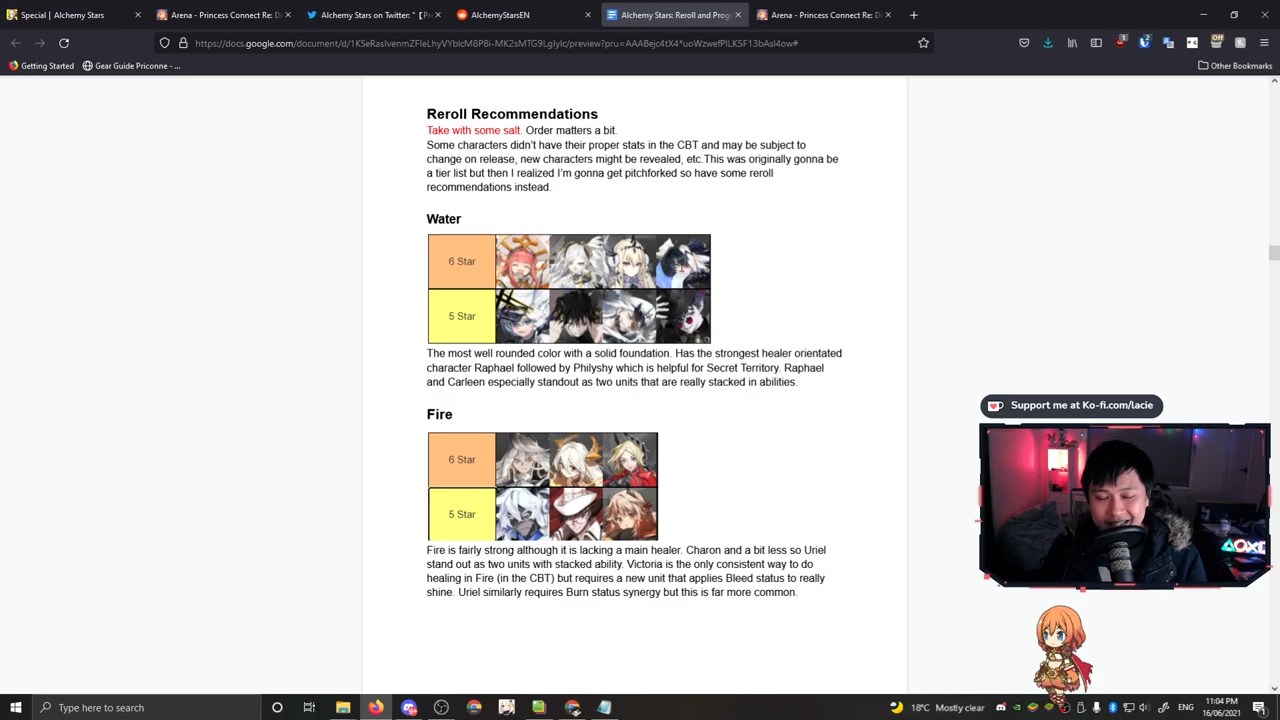 Special | Alchemy Stars
Arena - Princess Connect Re: Di
Alchemy Stars on Twitter: "【Pre
AlchemyStarsEN
Alchemy Stars: Reroll and Prog
Arena - Princess Connect Re: Di
Getting Started
Gear Guide Priconne - ...
Other Bookmarks
Reroll Recommendations
Take with some salt. Order matters a bit.
Some characters didn't have their proper stats in the CBT and may be subject to
change on release, new characters might be revealed, etc.This was originally gonna be
a tier list but then I realized I'm gonna get pitchforked so have some reroll
recommendations instead.
Water
6 Star
5 Star
The most well rounded color with a solid foundation. Has the strongest healer orientated
character Raphael followed by Philyshy which is helpful for Secret Territory. Raphael
and Carleen especially standout as two units that are really stacked in abilities.
Fire
6 Star
5 Star
Fire is fairly strong although it is lacking a main healer. Charon and a bit less so Uriel
stand out as two units with stacked ability. Victoria is the only consistent way to do
healing in Fire (in the CBT) but requires a new unit that applies Bleed status to really
shine. Uriel similarly requires Burn status synergy but this is far more common.
Support me at Ko-fi.com/lacie
Type here to search
18°C Mostly clear
ENG
11:04 PM
16/06/2021